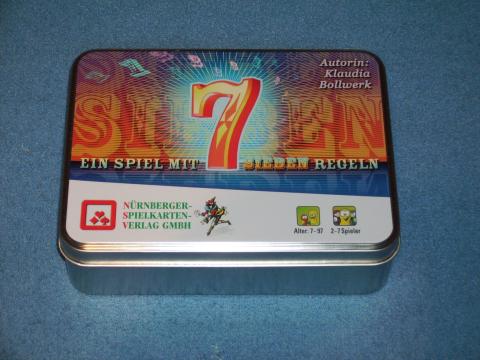 Autorin:
Klaudia
Bollwerk
SIEBEN
7
EIN SPIEL MIT SIEBEN REGELN
NÜRNBERGER-
SPIELKARTEN-
VERLAG GMBH
Alter: 7-97 2-7 Spieler